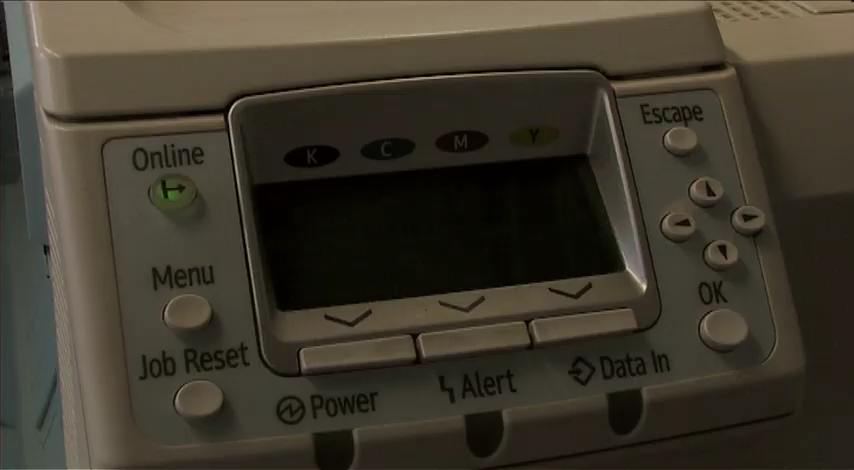 K C M Y
Escape
Online
Menu
OK
Job Reset
Power Alert Data In